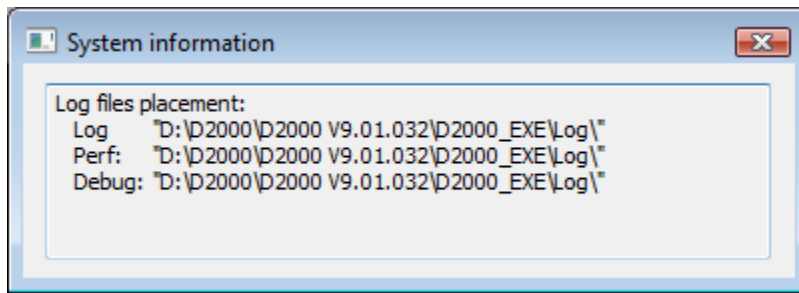 System information
Log files placement:
Log "D:\D2000\D2000 V9.01.032\D2000_EXE\Log\"
Perf: "D:\D2000\D2000 V9.01.032\D2000_EXE\Log\"
Debug: "D:\D2000\D2000 V9.01.032\D2000_EXE\Log\"